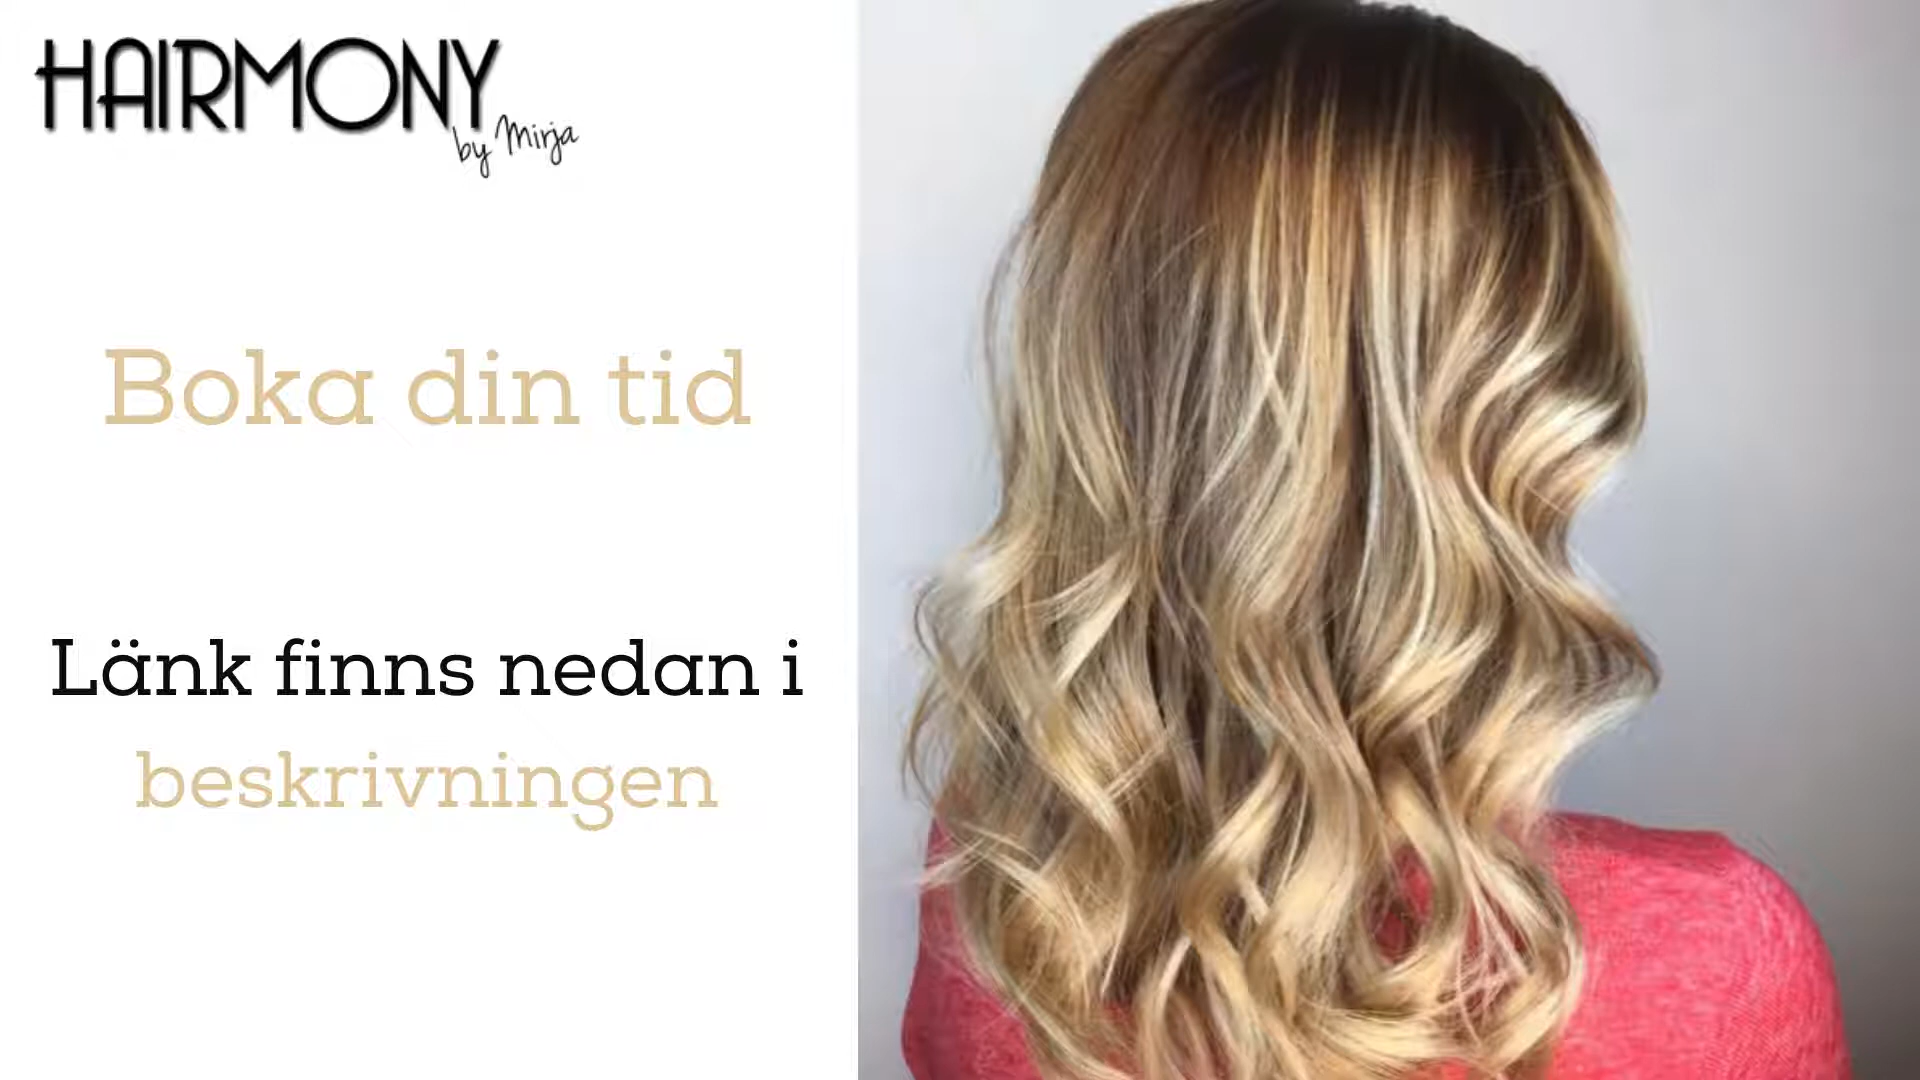 HAIRMONY
by Mirja
Boka din tid
Länk finns nedan i
beskrivningen